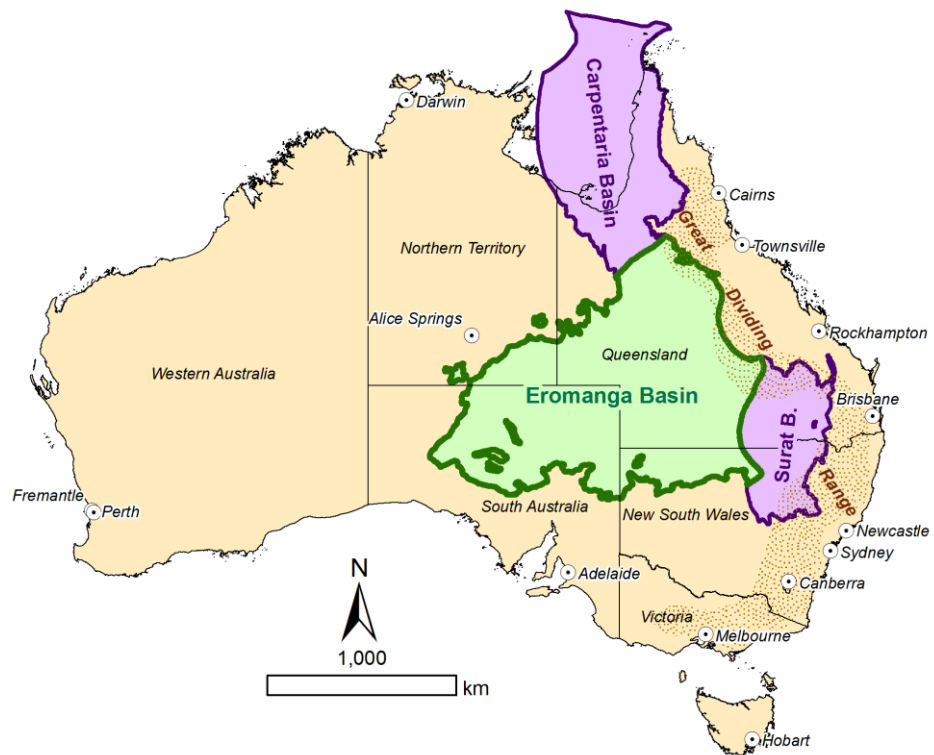 Carpentaria Basin
Darwin
Cairns
Great
Northern Territory
Townsville
Dividing
Alice Springs
Rockhampton
Queensland
Western Australia
Eromanga Basin
Brisbane
Surat B.
Range
Fremantle
Perth
South Australia
New South Wales
Newcastle
Sydney
N
Adelaide
Canberra
Victoria
Melbourne
1,000
km
Hobart